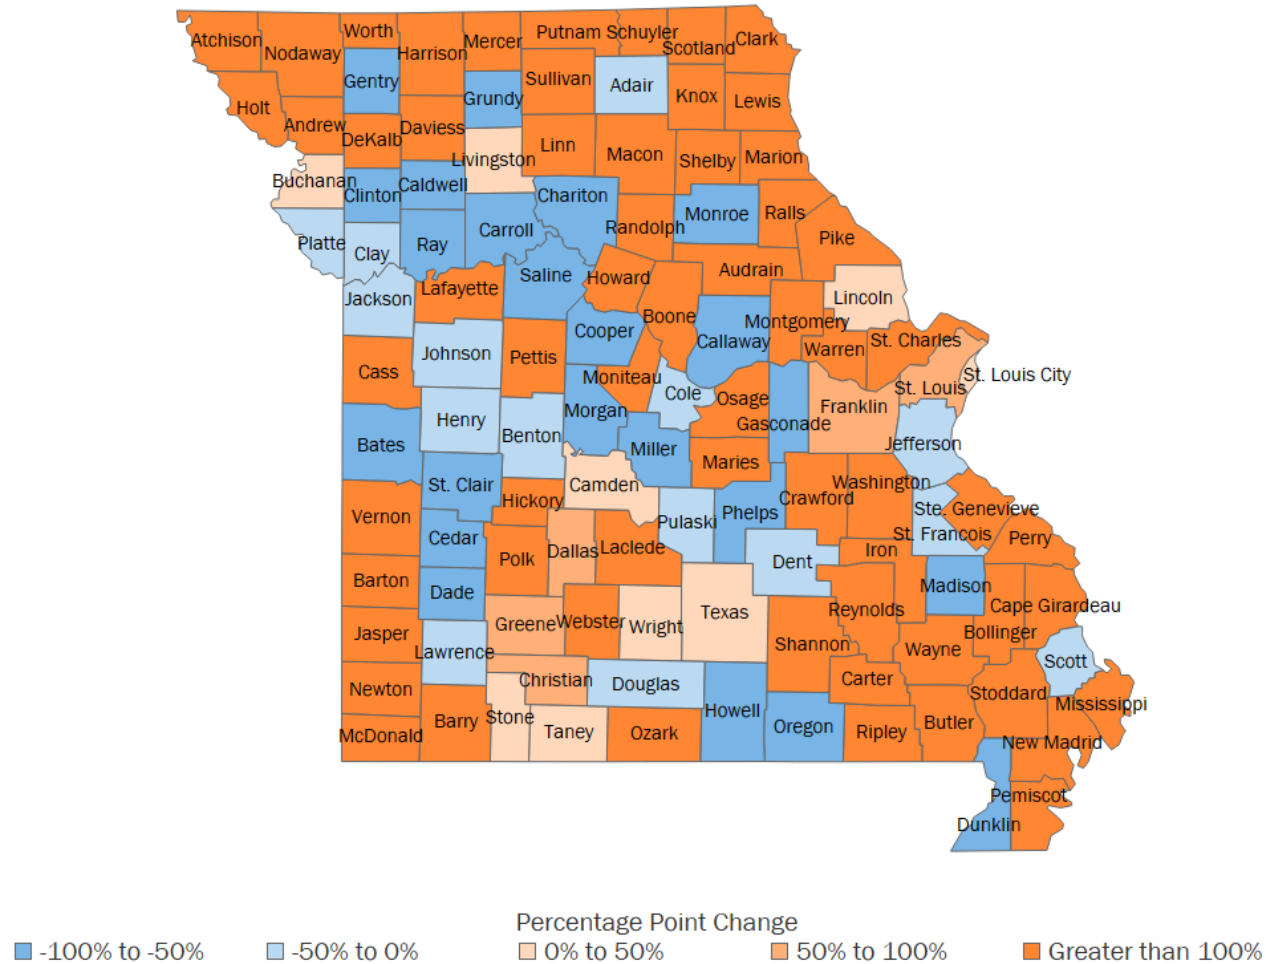 Atchison
Nodaway
Worth
Harrison
Mercer
Putnam
Schuyler
Scotland
Clark
Gentry
Grundy
Sullivan
Adair
Knox
Lewis
Holt
Andrew
DeKalb
Daviess
Livingston
Linn
Macon
Shelby
Marion
Buchanan
Clinton
Caldwell
Chariton
Monroe
Ralls
Platte
Clay
Ray
Carroll
Randolph
Pike
Audrain
Saline
Howard
Jackson
Lafayette
Lincoln
Boone
Montgomery
Cooper
Callaway
Warren
St. Charles
Johnson
Pettis
Cass
Moniteau
Cole
St. Louis City
St. Louis
Osage
Franklin
Henry
Morgan
Gasconade
Benton
Bates
Miller
Jefferson
Maries
St. Clair
Camden
Washington
Hickory
Crawford
Vernon
Pulaski
Phelps
Ste. Genevieve
St. Francois
Cedar
Perry
Dallas
Laclede
Iron
Polk
Dent
Barton
Dade
Madison
Texas
Cape Girardeau
Reynolds
Greene
Webster
Wright
Jasper
Bollinger
Shannon
Lawrence
Wayne
Scott
Christian
Douglas
Carter
Newton
Stoddard
Mississippi
Howell
Stone
Barry
Oregon
Butler
Taney
Ozark
Ripley
McDonald
New Madrid
Pemiscot
Dunklin
Percentage Point Change
-100% to -50%
-50% to 0%
0% to 50%
50% to 100%
Greater than 100%